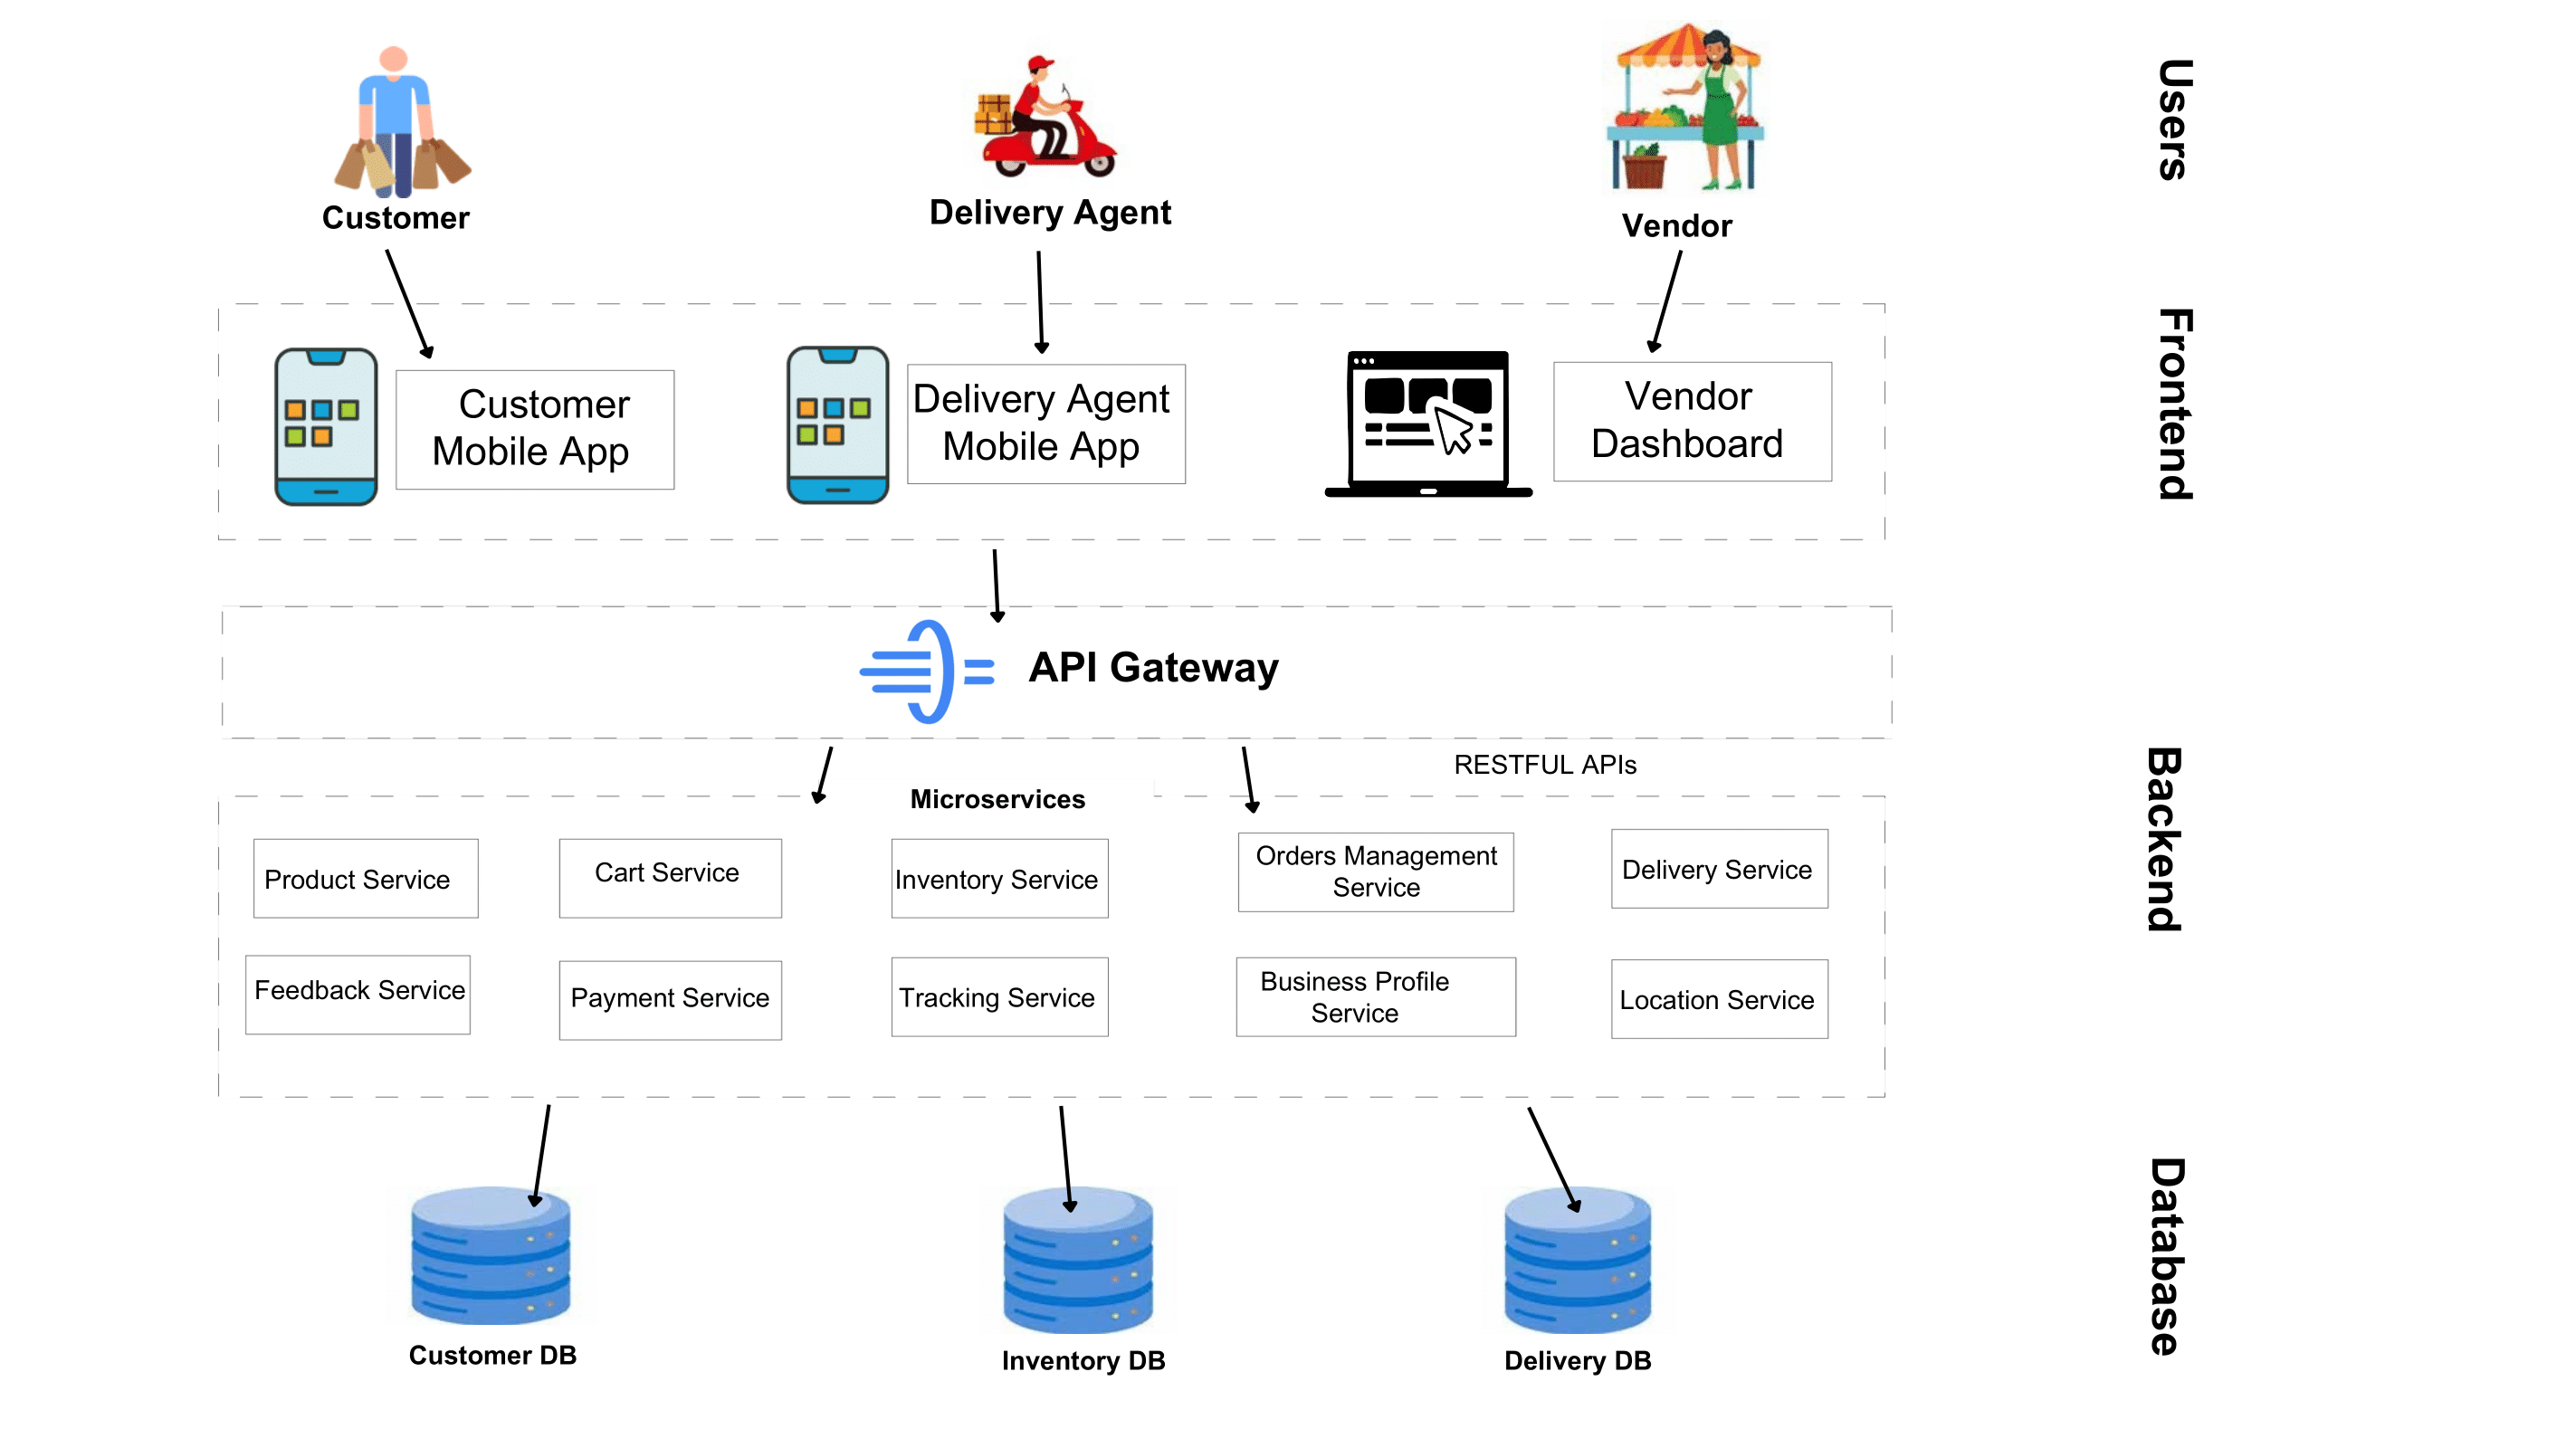 Users
Customer
Delivery Agent
Vendor
Frontend
Customer
Mobile App
Delivery Agent
Mobile App
Vendor
Dashboard
API Gateway
Backend
RESTFUL APIs
Microservices
Product Service
Cart Service
Inventory Service
Orders Management
Service
Delivery Service
Feedback Service
Payment Service
Tracking Service
Business Profile
Service
Location Service
Database
Customer DB
Inventory DB
Delivery DB